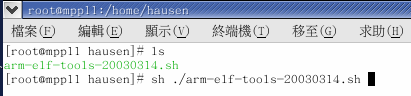 root@mpp11:/home/hausen
檔案(F) 編輯(E) 顯示(V) 終端機(T) 移至(G) 求助(H)
[root@mpp11 hausen]# ls
arm-elf-tools-20030314.sh
[root@mpp11 hausen]# sh ./arm-elf-tools-20030314.sh